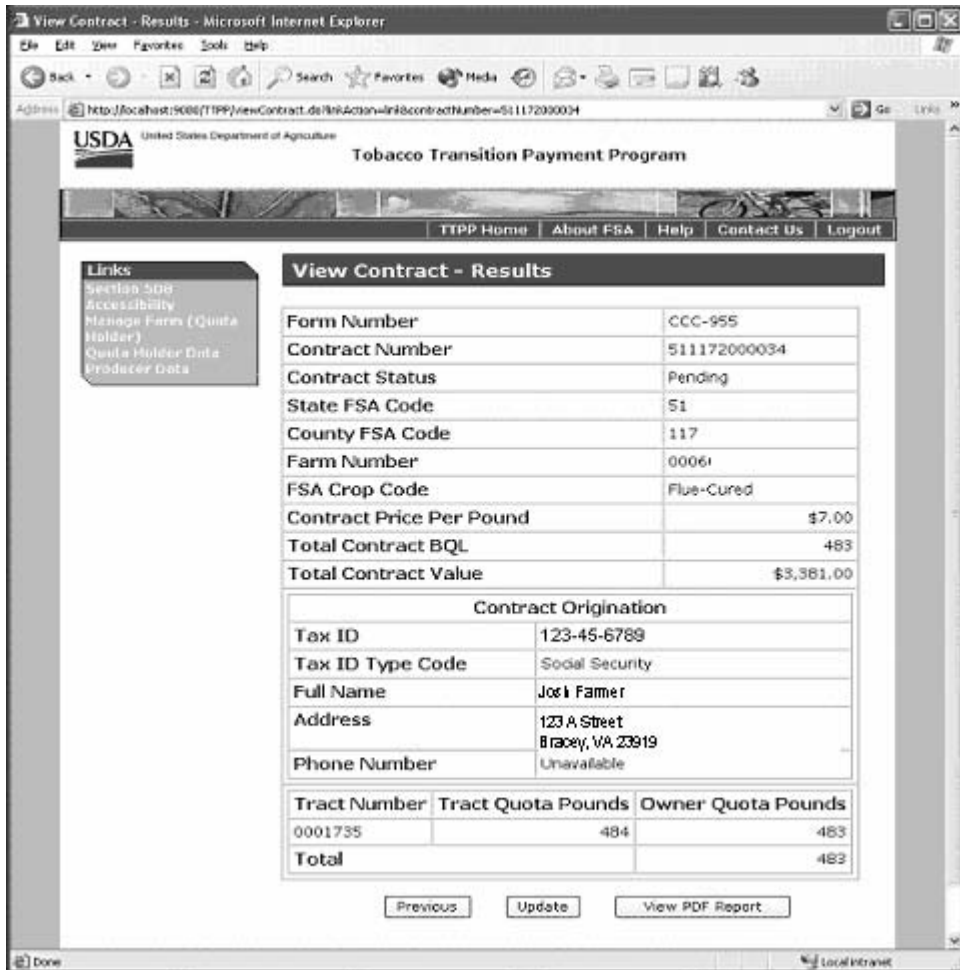 View Contract - Results - Microsoft Internet Explorer
File Edit View Favorites Tools Help
Back Search Favorites Media
Address http://localhost:9080/TTPP/viewContract.do?linkAction=link&contractNumber=511172000034 Go Links »
USDA United States Department of Agriculture
Tobacco Transition Payment Program
TTPP Home | About FSA | Help | Contact Us | Logout
Links
Section 508
Accessibility
Manage Farm (Quota
Holder)
Quota Holder Data
Producer Data
View Contract - Results
Form Number CCC-955
Contract Number 511172000034
Contract Status Pending
State FSA Code 51
County FSA Code 117
Farm Number 0006
FSA Crop Code Flue-Cured
Contract Price Per Pound $7.00
Total Contract BQL 483
Total Contract Value $3,381.00
Contract Origination
Tax ID 123-45-6789
Tax ID Type Code Social Security
Full Name Josh Farmer
Address 123 A Street
Bracey, VA 23919
Phone Number Unavailable
Tract Number Tract Quota Pounds Owner Quota Pounds
0001735 484 483
Total 483
Previous Update View PDF Report
Done Local intranet